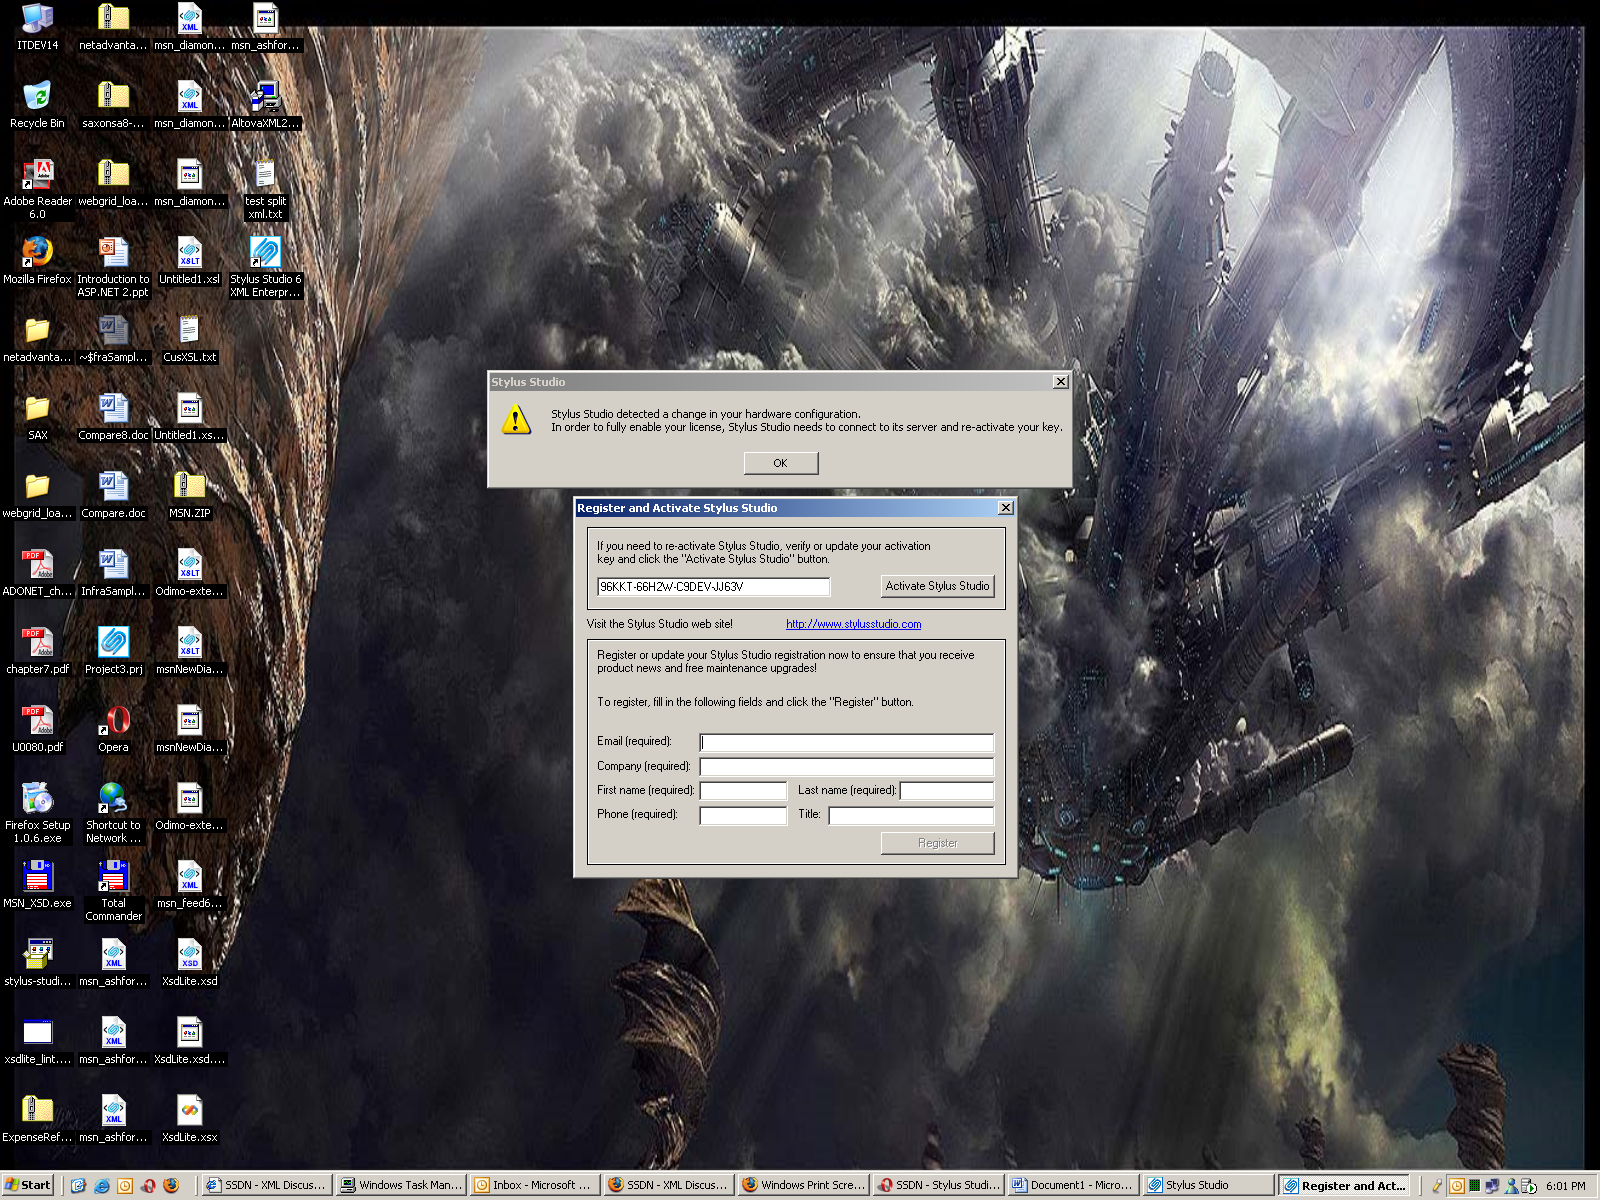 ITDEV14
netadvanta...
msn_diamon...
msn_ashfor...
Recycle Bin
saxonsa8-...
msn_diamon...
AltovaXML2...
Adobe Reader
6.0
webgrid_loa...
msn_diamon...
test split
xml.txt
Mozilla Firefox
Introduction to
ASP.NET 2.ppt
Untitled1.xsl
Stylus Studio 6
XML Enterpr...
netadvanta...
~$fraSampl...
CusXSL.txt
SAX
Compare8.doc
Untitled1.xs...
webgrid_loa...
Compare.doc
MSN.ZIP
ADONET_ch...
InfraSampl...
Odimo-exte...
chapter7.pdf
Project3.prj
msnNewDia...
U0080.pdf
Opera
msnNewDia...
Firefox Setup
1.0.6.exe
Shortcut to
Network ...
Odimo-exte...
MSN_XSD.exe
Total
Commander
msn_feed6...
stylus-studi...
msn_ashfor...
XsdLite.xsd
xsdlite_lint....
msn_ashfor...
XsdLite.xsd....
ExpenseRef...
msn_ashfor...
XsdLite.xsx
Stylus Studio
Stylus Studio detected a change in your hardware configuration.
In order to fully enable your license, Stylus Studio needs to connect to its server and re-activate your key.
OK
Register and Activate Stylus Studio
If you need to re-activate Stylus Studio, verify or update your activation
key and click the "Activate Stylus Studio" button.
96KKT-66H2W-C9DEV-JJ63V
Activate Stylus Studio
Visit the Stylus Studio web site!
http://www.stylusstudio.com
Register or update your Stylus Studio registration now to ensure that you receive
product news and free maintenance upgrades!
To register, fill in the following fields and click the "Register" button.
Email (required):
Company (required):
First name (required):
Last name (required):
Phone (required):
Title:
Register
Start
SSDN - XML Discus...
Windows Task Man...
Inbox - Microsoft ...
SSDN - XML Discus...
Windows Print Scre...
SSDN - Stylus Studi...
Document1 - Micro...
Stylus Studio
Register and Act...
6:01 PM